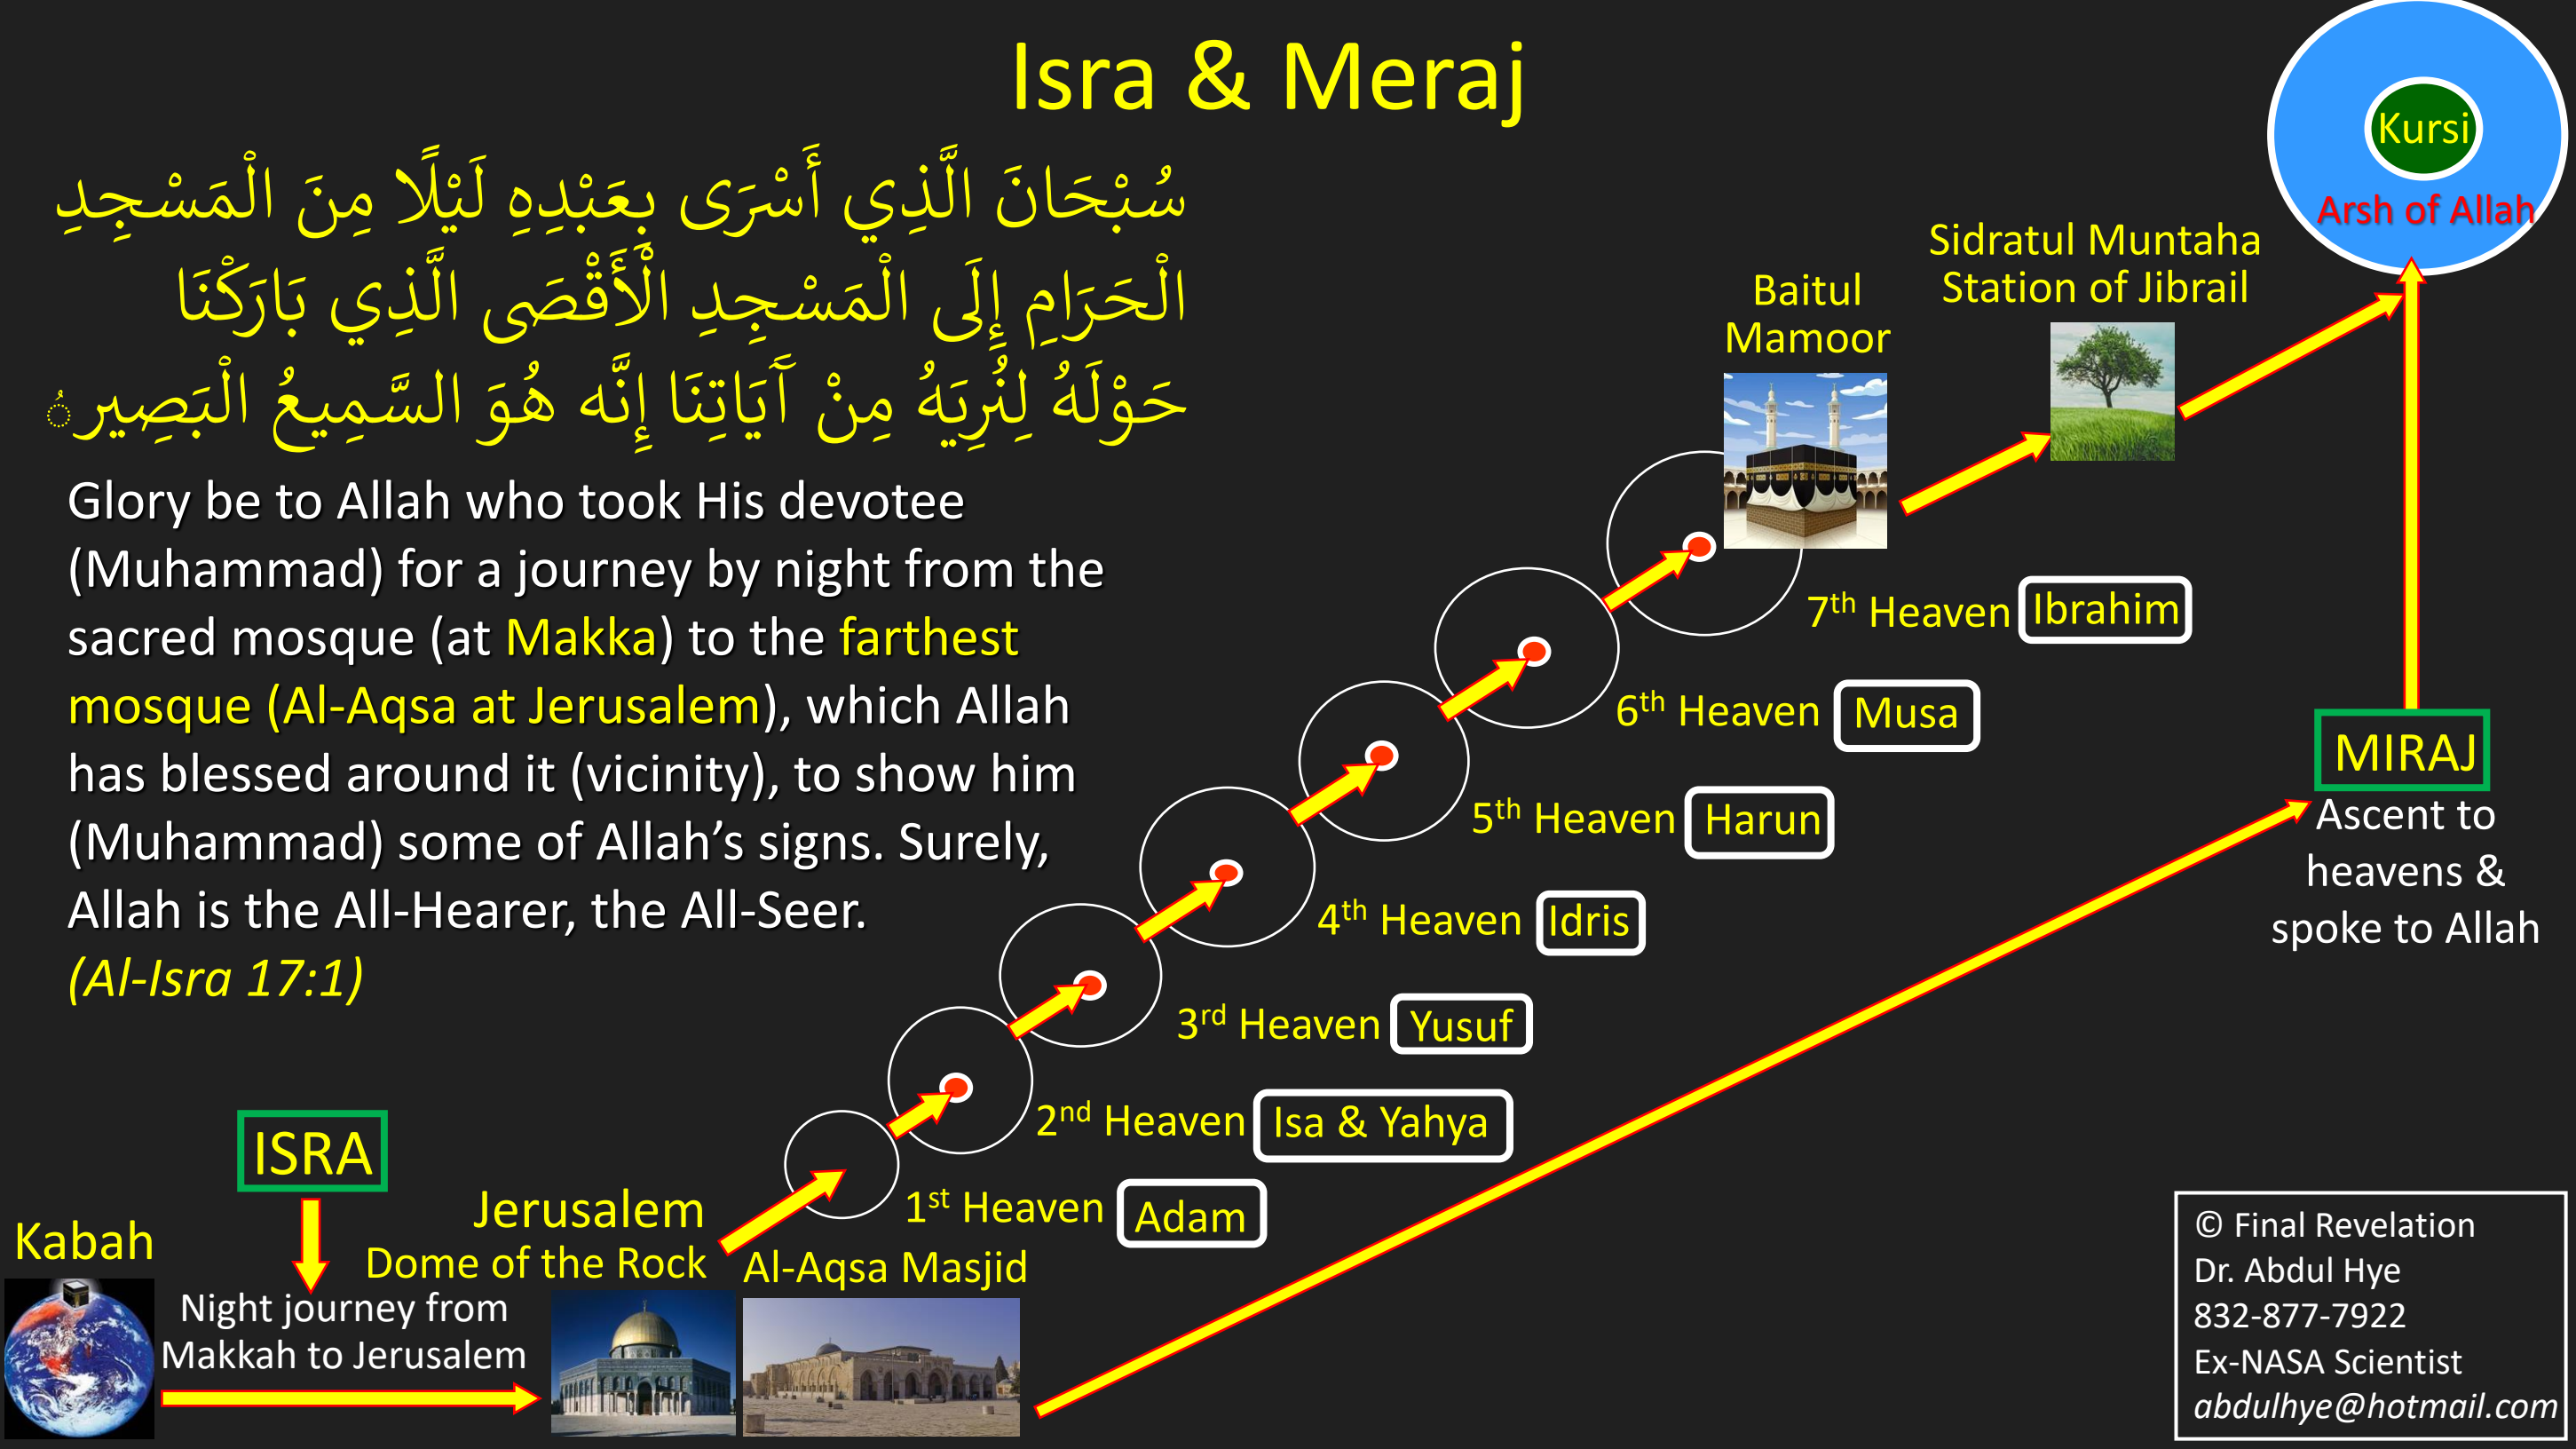 Isra & Meraj
سُبْحَانَ الَّذِي أَسْرَى بِعَبْدِهِ لَيْلًا مِنَ الْمَسْجِدِ
الْحَرَامِ إِلَى الْمَسْجِدِ الْأَقْصَى الَّذِي بَارَكْنَا
حَوْلَهُ لِنُرِيَهُ مِنْ آَيَاتِنَا إِنَّه هُوَ السَّمِيعُ الْبَصِير ُ
Glory be to Allah who took His devotee
(Muhammad) for a journey by night from the
sacred mosque (at Makka) to the farthest
mosque (Al-Aqsa at Jerusalem), which Allah
has blessed around it (vicinity), to show him
(Muhammad) some of Allah’s signs. Surely,
Allah is the All-Hearer, the All-Seer.
(Al-Isra 17:1)
Kursi
Arsh of Allah
Sidratul Muntaha
Station of Jibrail
Baitul
Mamoor
7th Heaven Ibrahim
6th Heaven Musa
5th Heaven Harun
4th Heaven Idris
3rd Heaven Yusuf
2nd Heaven Isa & Yahya
1st Heaven Adam
MIRAJ
Ascent to
heavens &
spoke to Allah
ISRA
Kabah
Night journey from
Makkah to Jerusalem
Jerusalem
Dome of the Rock
Al-Aqsa Masjid
© Final Revelation
Dr. Abdul Hye
832-877-7922
Ex-NASA Scientist
abdulhye@hotmail.com